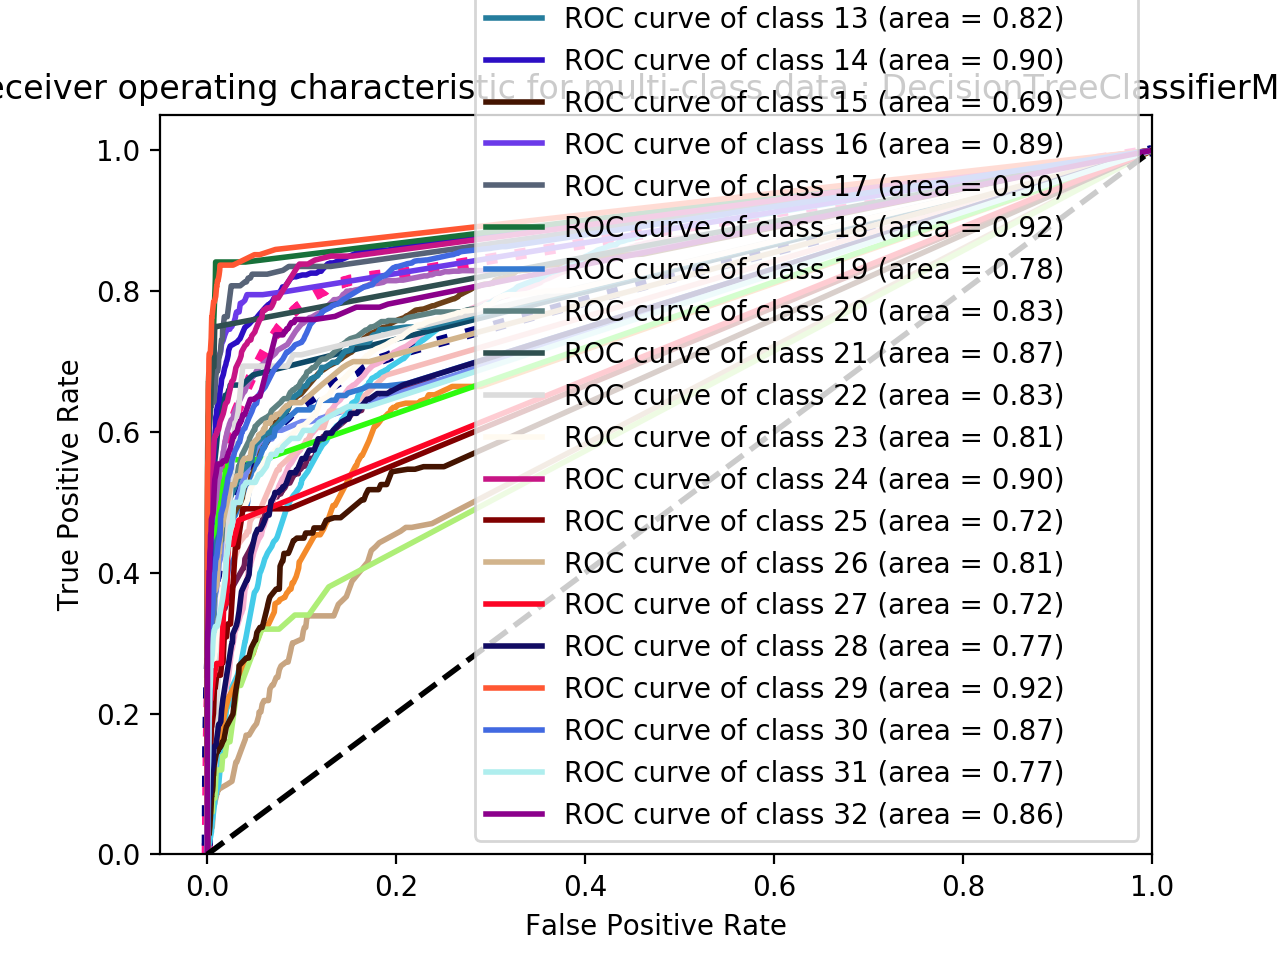 ROC curve of class 13 (area = 0.82)
ROC curve of class 14 (area = 0.90)
eceiver operating characteristic for multi-class data : DecisionTreeClassifierM
ROC curve of class 15 (area = 0.69)
ROC curve of class 16 (area = 0.89)
ROC curve of class 17 (area = 0.90)
ROC curve of class 18 (area = 0.92)
ROC curve of class 19 (area = 0.78)
ROC curve of class 20 (area = 0.83)
ROC curve of class 21 (area = 0.87)
ROC curve of class 22 (area = 0.83)
ROC curve of class 23 (area = 0.81)
ROC curve of class 24 (area = 0.90)
ROC curve of class 25 (area = 0.72)
ROC curve of class 26 (area = 0.81)
ROC curve of class 27 (area = 0.72)
ROC curve of class 28 (area = 0.77)
ROC curve of class 29 (area = 0.92)
ROC curve of class 30 (area = 0.87)
ROC curve of class 31 (area = 0.77)
ROC curve of class 32 (area = 0.86)
True Positive Rate
1.0
0.8
0.6
0.4
0.2
0.0
0.0 0.2 0.4 0.6 0.8 1.0
False Positive Rate